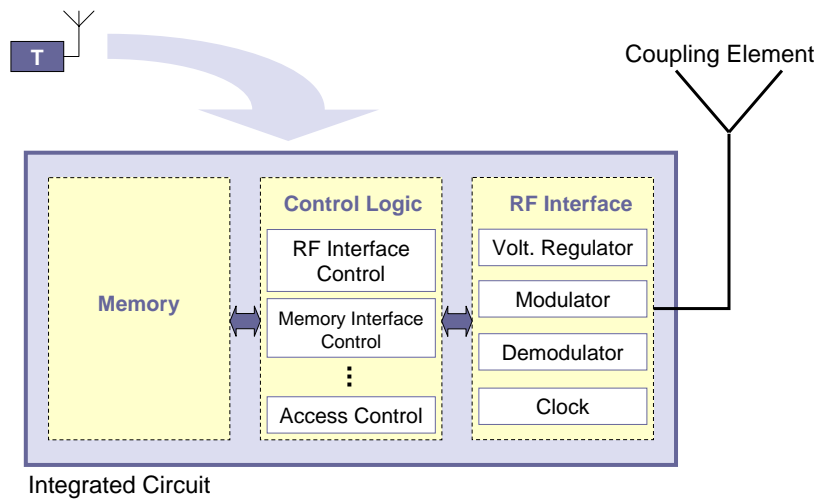 T
Coupling Element
Memory
Control Logic
RF Interface
Control
Memory Interface
Control
Access Control
RF Interface
Volt. Regulator
Modulator
Demodulator
Clock
Integrated Circuit